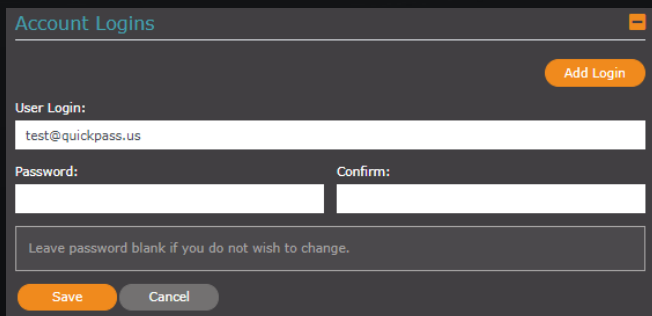 Account Logins
Add Login
User Login:
test@quickpass.us
Password:
Confirm:
Leave password blank if you do not wish to change.
Save
Cancel